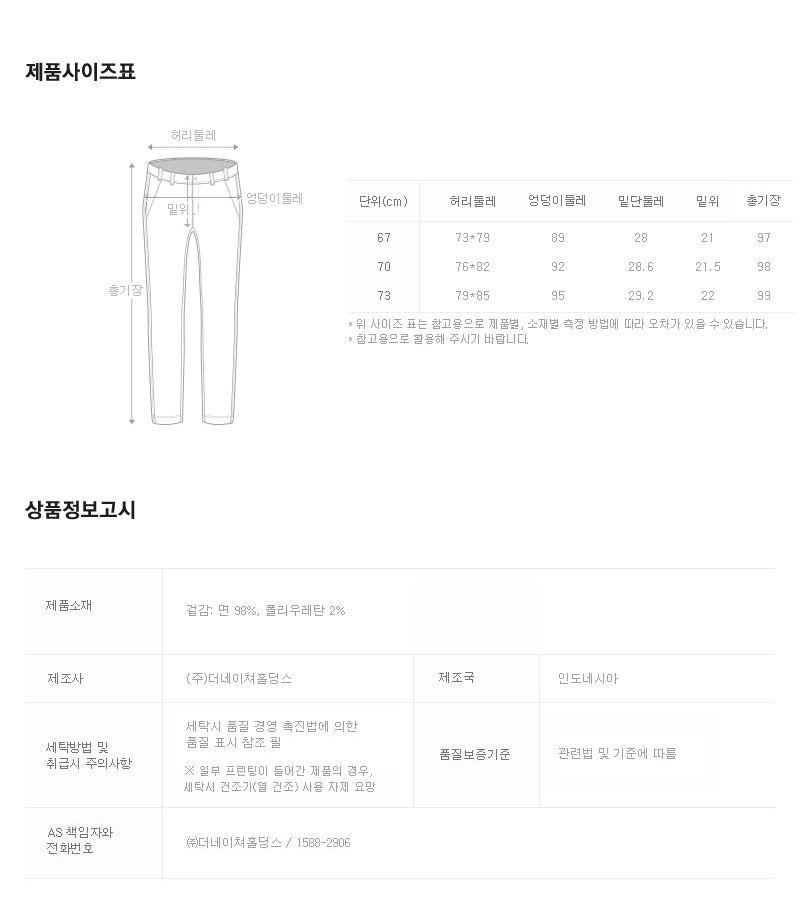 제품사이즈표
허리둘레
엉덩이둘레
밑위
총기장
단위(cm) 허리둘레 엉덩이둘레 밑단둘레 밑위 총기장
67 73*79 89 28 21 97
70 76*82 92 28.6 21.5 98
73 79*85 95 29.2 22 99
* 위 사이즈 표는 참고용으로 제품별, 소재별 측정 방법에 따라 오차가 있을 수 있습니다.
* 참고용으로 활용해 주시기 바랍니다.
상품정보고시
제품소재 겉감: 면 98%, 폴리우레탄 2%
제조사 (주)더네이쳐홀딩스 제조국 인도네시아
세탁방법 및
취급시 주의사항
세탁시 품질 경영 촉진법에 의한
품질 표시 참조 필
※ 일부 프린팅이 들어간 제품의 경우,
세탁시 건조기(열 건조) 사용 자제 요망
품질보증기준 관련법 및 기준에 따름
AS 책임자와
전화번호
㈜더네이쳐홀딩스 / 1588-2906